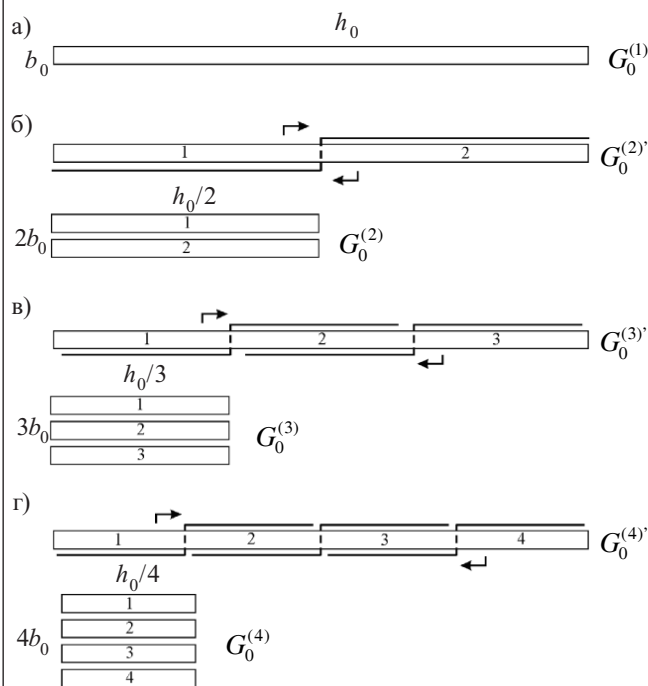 а)
h₀
b₀ G₀⁽¹⁾
б)
1 2 G₀⁽²⁾’
h₀/2
1
2b₀ 2 G₀⁽²⁾
в)
1 2 3 G₀⁽³⁾’
h₀/3
1
3b₀ 2 G₀⁽³⁾
3
г)
1 2 3 4 G₀⁽⁴⁾’
h₀/4
1
2
4b₀ G₀⁽⁴⁾
3
4